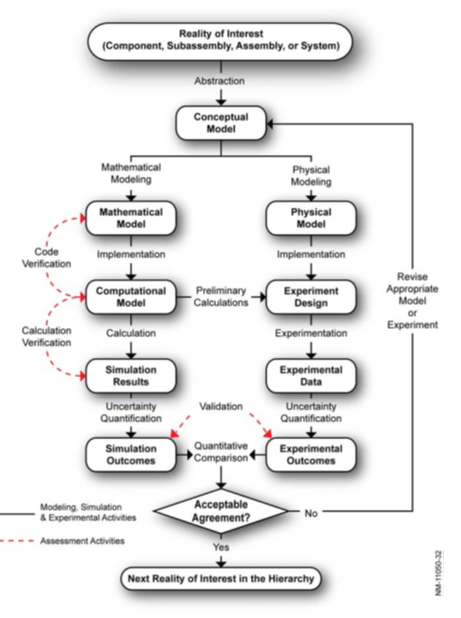 Reality of Interest
(Component, Subassembly, Assembly, or System)
Abstraction
Conceptual
Model
Mathematical
Modeling
Physical
Modeling
Mathematical
Model
Physical
Model
Code
Verification
Implementation
Implementation
Revise
Appropriate
Model
or
Experiment
Computational
Model
Preliminary
Calculations
Experiment
Design
Calculation
Verification
Calculation
Experimentation
Simulation
Results
Experimental
Data
Uncertainty
Quantification
Validation
Uncertainty
Quantification
Simulation
Outcomes
Quantitative
Comparison
Experimental
Outcomes
Acceptable
Agreement?
No
Modeling, Simulation
& Experimental Activities
Assessment Activities
Yes
Next Reality of Interest in the Hierarchy
NM-11050-32